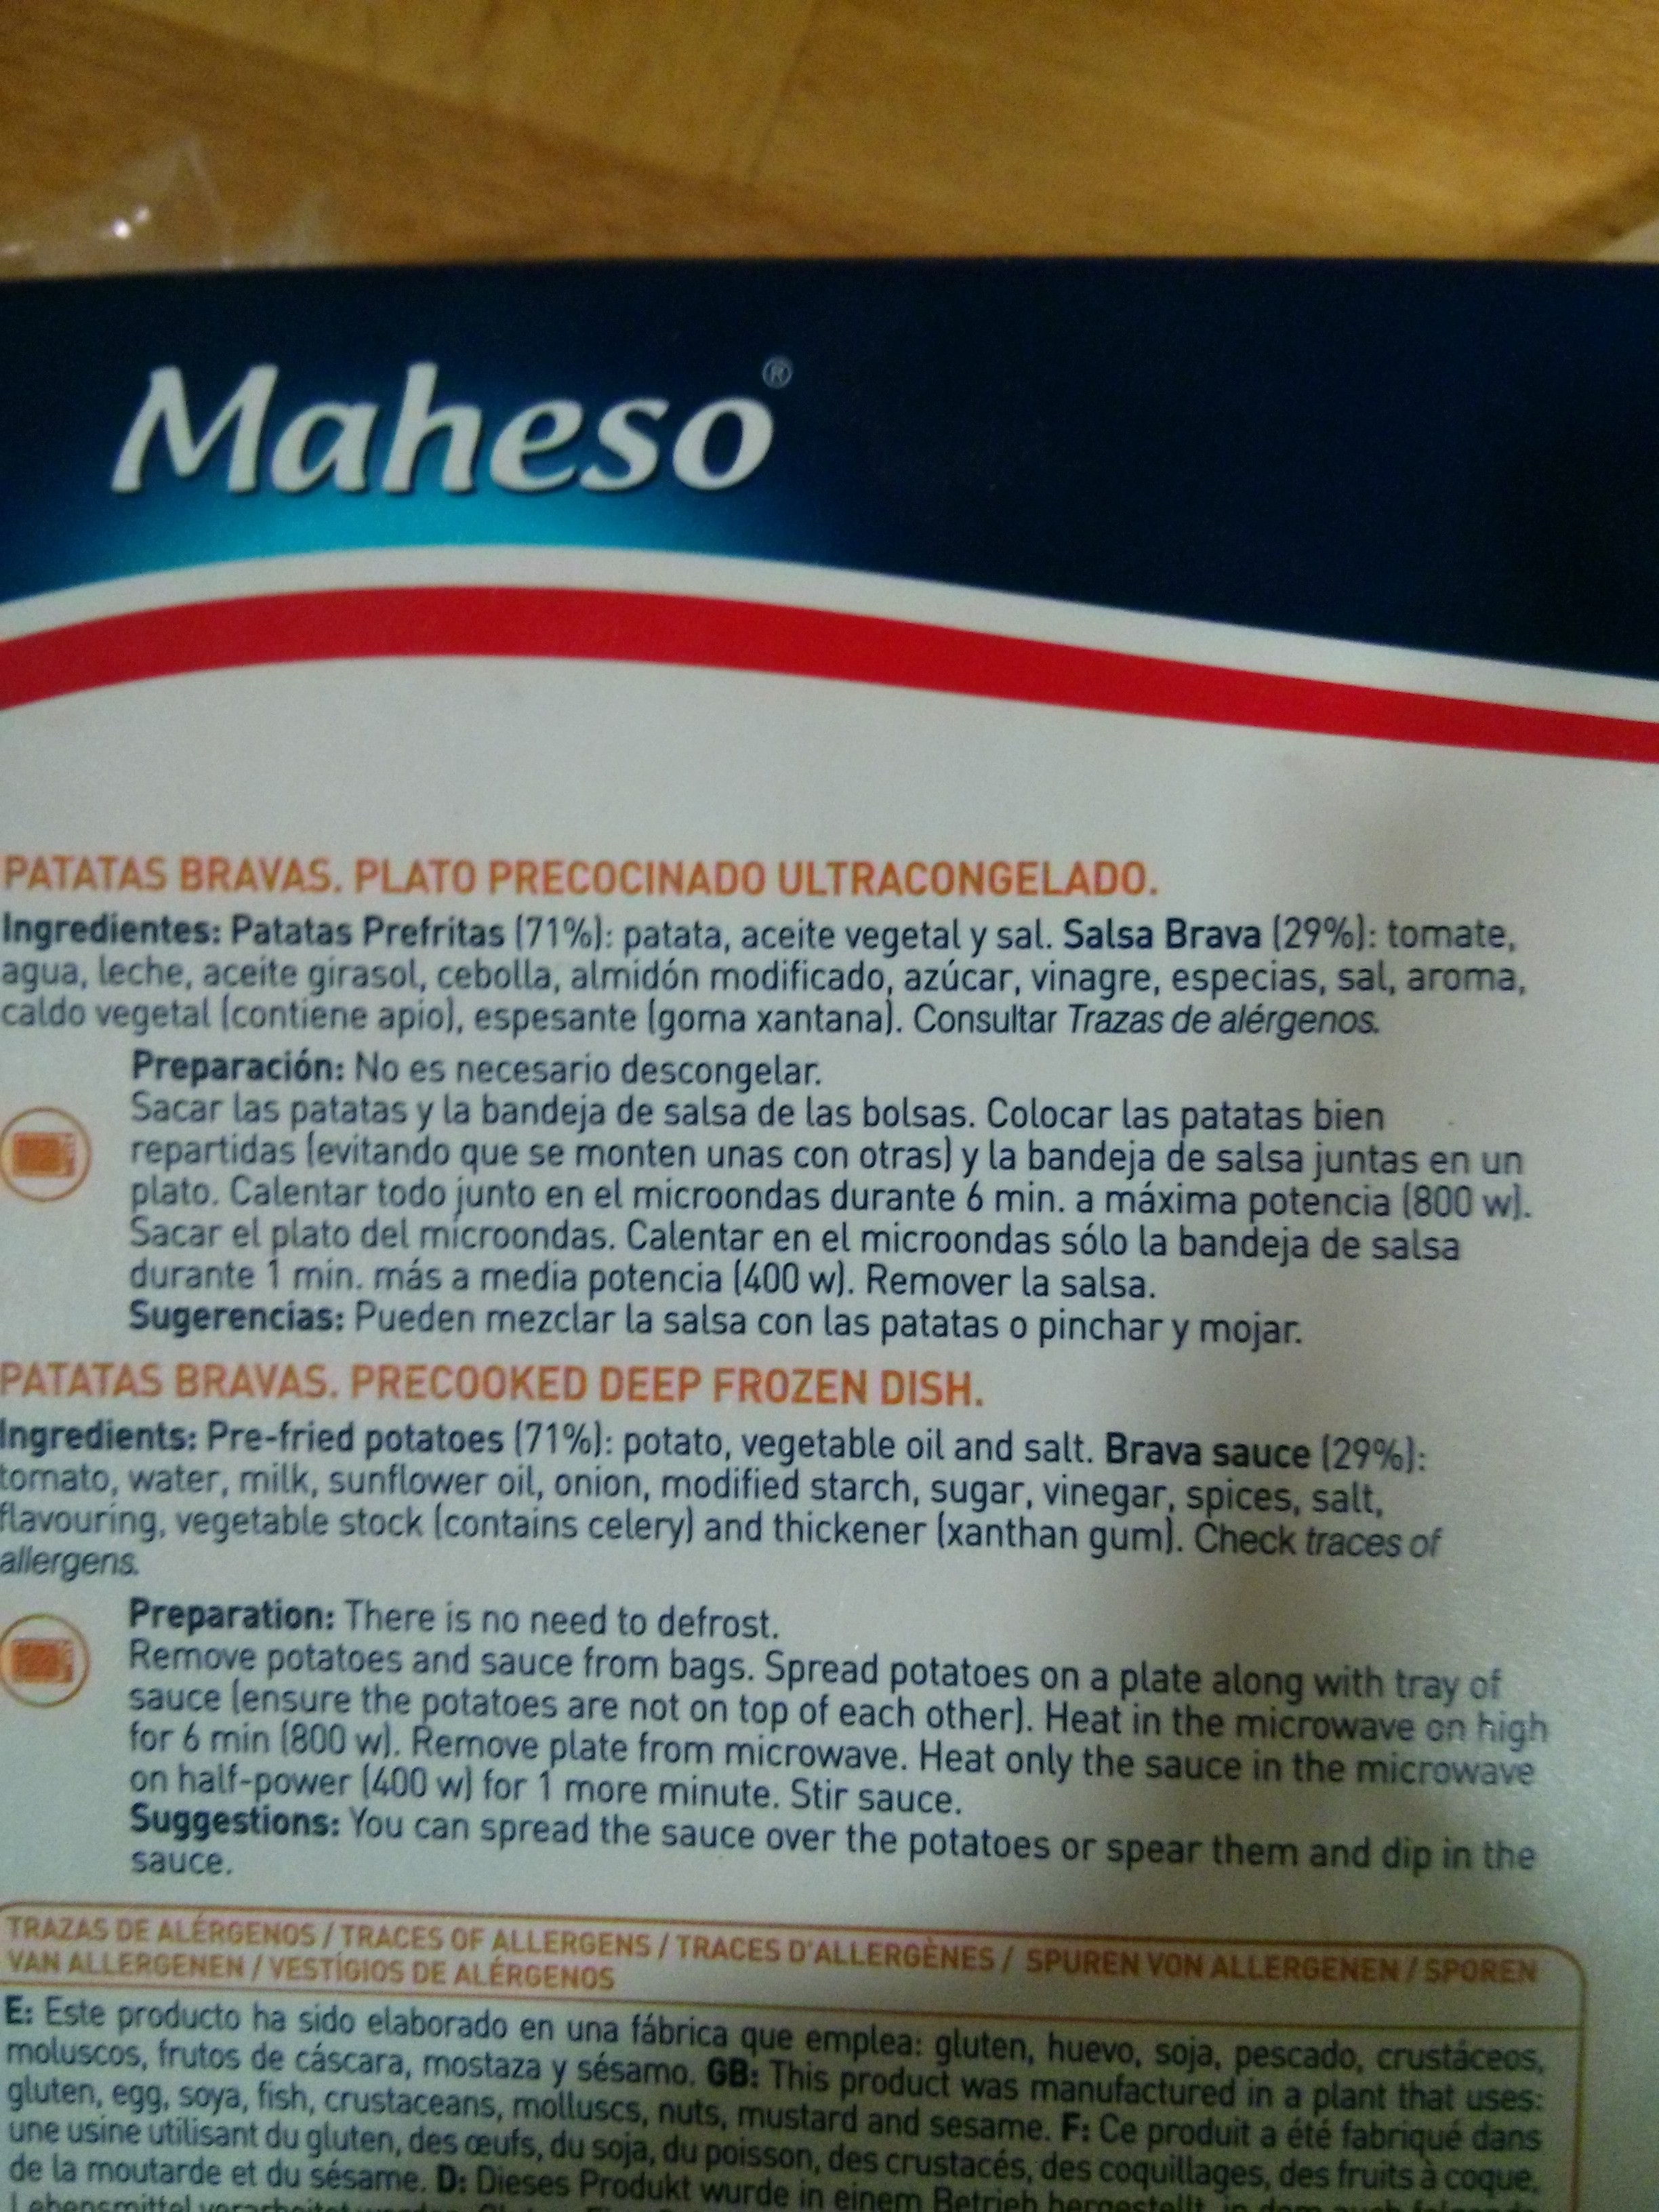 Maheso®
PATATAS BRAVAS. PLATO PRECOCINADO ULTRACONGELADO.
Ingredientes: Patatas Prefritas (71%): patata, aceite vegetal y sal. Salsa Brava (29%): tomate,
agua, leche, aceite girasol, cebolla, almidón modificado, azúcar, vinagre, especias, sal, aroma,
caldo vegetal (contiene apio), espesante (goma xantana). Consultar Trazas de alérgenos.
Preparación: No es necesario descongelar.
Sacar las patatas y la bandeja de salsa de las bolsas. Colocar las patatas bien
repartidas (evitando que se monten unas con otras) y la bandeja de salsa juntas en un
plato. Calentar todo junto en el microondas durante 6 min. a máxima potencia (800 w).
Sacar el plato del microondas. Calentar en el microondas sólo la bandeja de salsa
durante 1 min. más a media potencia (400 w). Remover la salsa.
Sugerencias: Pueden mezclar la salsa con las patatas o pinchar y mojar.
PATATAS BRAVAS. PRECOOKED DEEP FROZEN DISH.
Ingredients: Pre-fried potatoes (71%): potato, vegetable oil and salt. Brava sauce (29%):
tomato, water, milk, sunflower oil, onion, modified starch, sugar, vinegar, spices, salt,
flavouring, vegetable stock (contains celery) and thickener (xanthan gum). Check traces of
allergens.
Preparation: There is no need to defrost.
Remove potatoes and sauce from bags. Spread potatoes on a plate along with tray of
sauce (ensure the potatoes are not on top of each other). Heat in the microwave on high
for 6 min (800 w). Remove plate from microwave. Heat only the sauce in the microwave
on half-power (400 w) for 1 more minute. Stir sauce.
Suggestions: You can spread the sauce over the potatoes or spear them and dip in the
sauce.
TRAZAS DE ALÉRGENOS / TRACES OF ALLERGENS / TRACES D'ALLERGÈNES / SPUREN VON ALLERGENEN / SPOREN
VAN ALLERGENEN / VESTÍGIOS DE ALÉRGENOS
E: Este producto ha sido elaborado en una fábrica que emplea: gluten, huevo, soja, pescado, crustáceos,
moluscos, frutos de cáscara, mostaza y sésamo. GB: This product was manufactured in a plant that uses:
gluten, egg, soya, fish, crustaceans, molluscs, nuts, mustard and sesame. F: Ce produit a été fabriqué dans
une usine utilisant du gluten, des œufs, du soja, du poisson, des crustacés, des coquillages, des fruits à coque,
de la moutarde et du sésame. D: Dieses Produkt wurde in einem Betrieb hergestellt, in dem auch